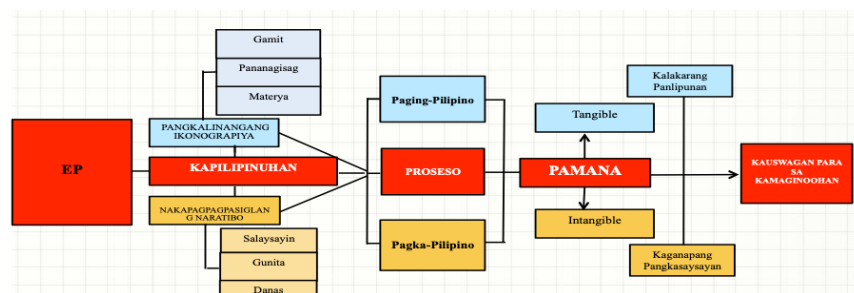 Gamit
Pananagisag
Materya
PANGKALINANGANG
IKONOGRAPIYA
EP
KAPILIPINUHAN
NAKAPAGPAGPASIGLAN
G NARATIBO
Salaysayin
Gunita
Danas
Paging-Pilipino
PROSESO
Pagka-Pilipino
Tangible
PAMANA
Intangible
Kalakarang
Panlipunan
Kaganapang
Pangkasaysayan
KAUSWAGAN PARA
SA
KAMAGINOOHAN